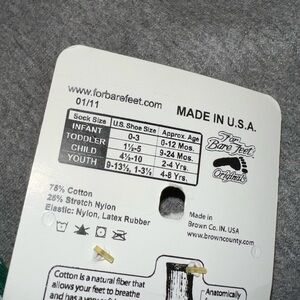 www.forbarefeet.com
01/11
MADE IN U.S.A.
Sock Size U.S. Shoe Size Approx. Age
INFANT 0-3 0-12 Mos.
TODDLER 1½-5 9-24 Mos.
CHILD 4½-10 2-4 Yrs.
YOUTH 9-13½, 1-3½ 4-8 Yrs.
For
Bare Feet
Originals
75% Cotton
25% Stretch Nylon
Elastic: Nylon, Latex Rubber
Made in
Brown Co. IN. USA
www.browncounty.com
Cotton is a natural fiber that
allows your feet to breathe
and has a
Anatomically